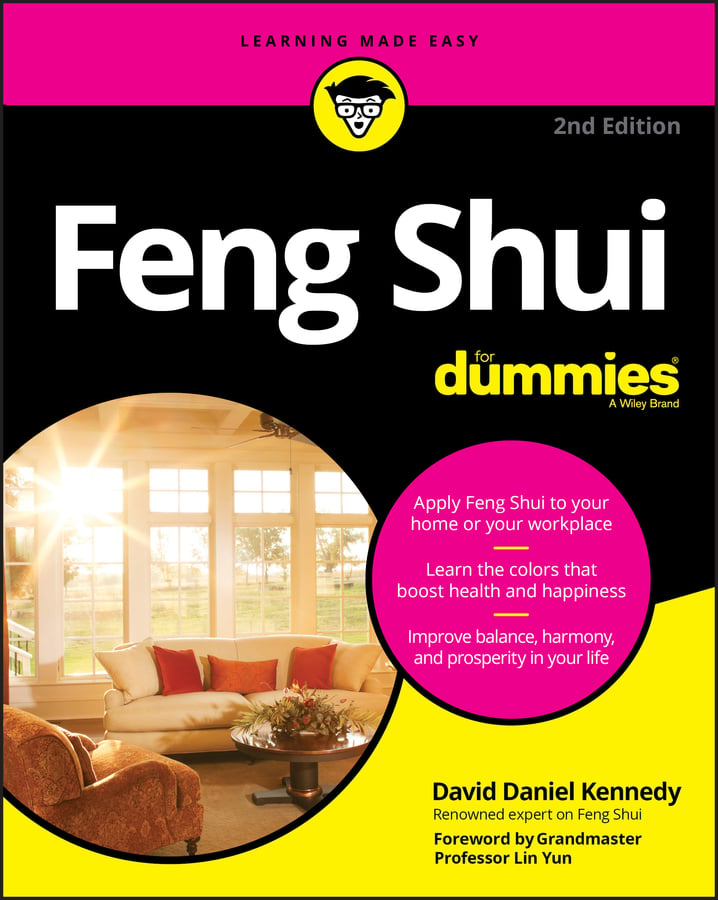 LEARNING MADE EASY
2nd Edition
Feng Shui
for
dummies®
A Wiley Brand
Apply Feng Shui to your
home or your workplace
Learn the colors that
boost health and happiness
Improve balance, harmony,
and prosperity in your life
David Daniel Kennedy
Renowned expert on Feng Shui
Foreword by Grandmaster
Professor Lin Yun